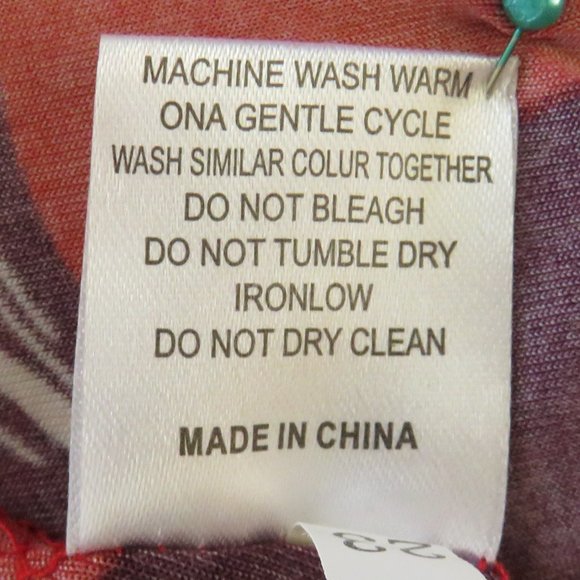 MACHINE WASH WARM
ONA GENTLE CYCLE
WASH SIMILAR COLUR TOGETHER
DO NOT BLEAGH
DO NOT TUMBLE DRY
IRONLOW
DO NOT DRY CLEAN
MADE IN CHINA